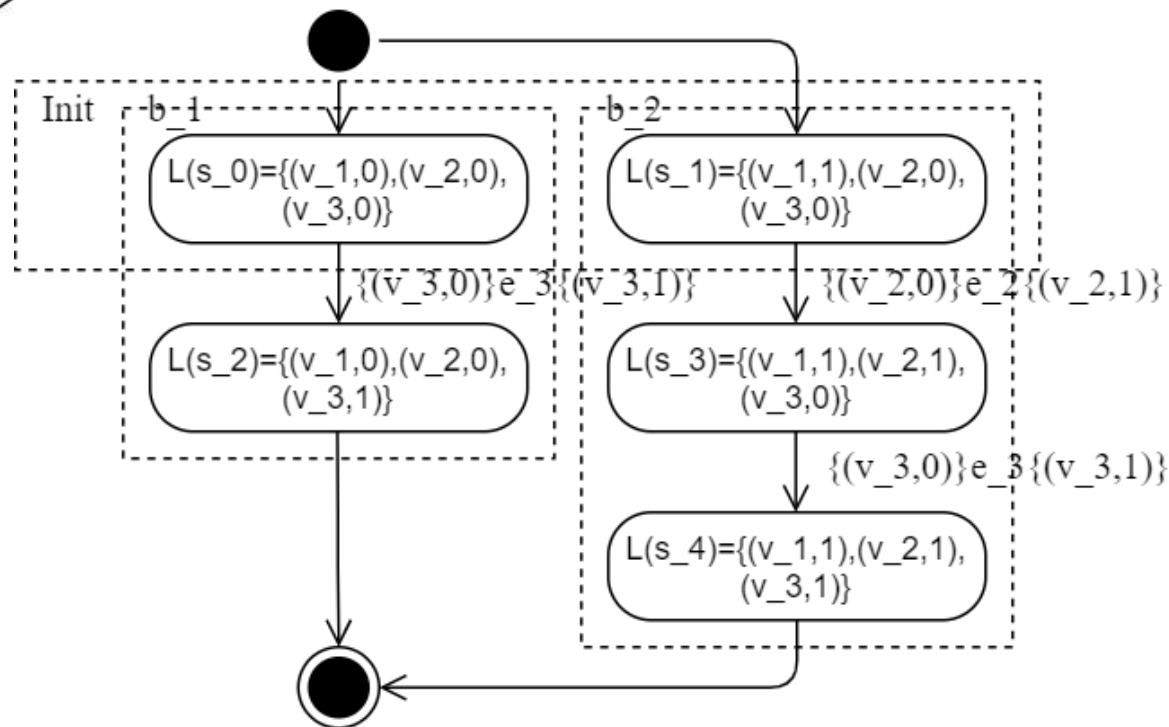 Init
b_1
b_2
L(s_0)={(v_1,0),(v_2,0),
(v_3,0)}
L(s_1)={(v_1,1),(v_2,0),
(v_3,0)}
{(v_3,0)}e_3{(v_3,1)}
{(v_2,0)}e_2{(v_2,1)}
L(s_2)={(v_1,0),(v_2,0),
(v_3,1)}
L(s_3)={(v_1,1),(v_2,1),
(v_3,0)}
{(v_3,0)}e_3{(v_3,1)}
L(s_4)={(v_1,1),(v_2,1),
(v_3,1)}